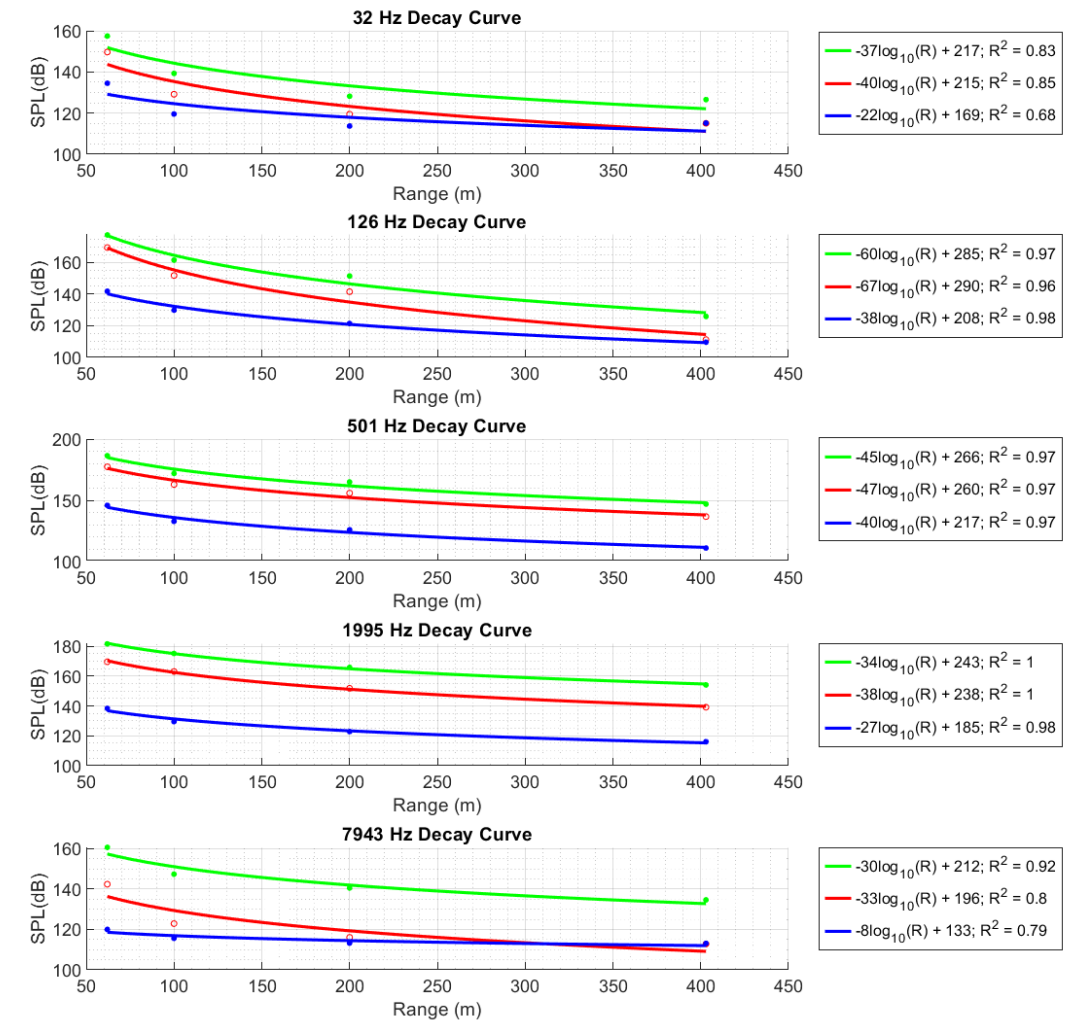 32 Hz Decay Curve
160
140
120
100
SPL(dB)
50 100 150 200 250 300 350 400 450
Range (m)
-37log10(R) + 217; R2 = 0.83
-40log10(R) + 215; R2 = 0.85
-22log10(R) + 169; R2 = 0.68
126 Hz Decay Curve
160
140
120
100
SPL(dB)
50 100 150 200 250 300 350 400 450
Range (m)
-60log10(R) + 285; R2 = 0.97
-67log10(R) + 290; R2 = 0.96
-38log10(R) + 208; R2 = 0.98
501 Hz Decay Curve
200
150
100
SPL(dB)
50 100 150 200 250 300 350 400 450
Range (m)
-45log10(R) + 266; R2 = 0.97
-47log10(R) + 260; R2 = 0.97
-40log10(R) + 217; R2 = 0.97
1995 Hz Decay Curve
180
160
140
120
100
SPL(dB)
50 100 150 200 250 300 350 400 450
Range (m)
-34log10(R) + 243; R2 = 1
-38log10(R) + 238; R2 = 1
-27log10(R) + 185; R2 = 0.98
7943 Hz Decay Curve
160
140
120
100
SPL(dB)
50 100 150 200 250 300 350 400 450
Range (m)
-30log10(R) + 212; R2 = 0.92
-33log10(R) + 196; R2 = 0.8
-8log10(R) + 133; R2 = 0.79